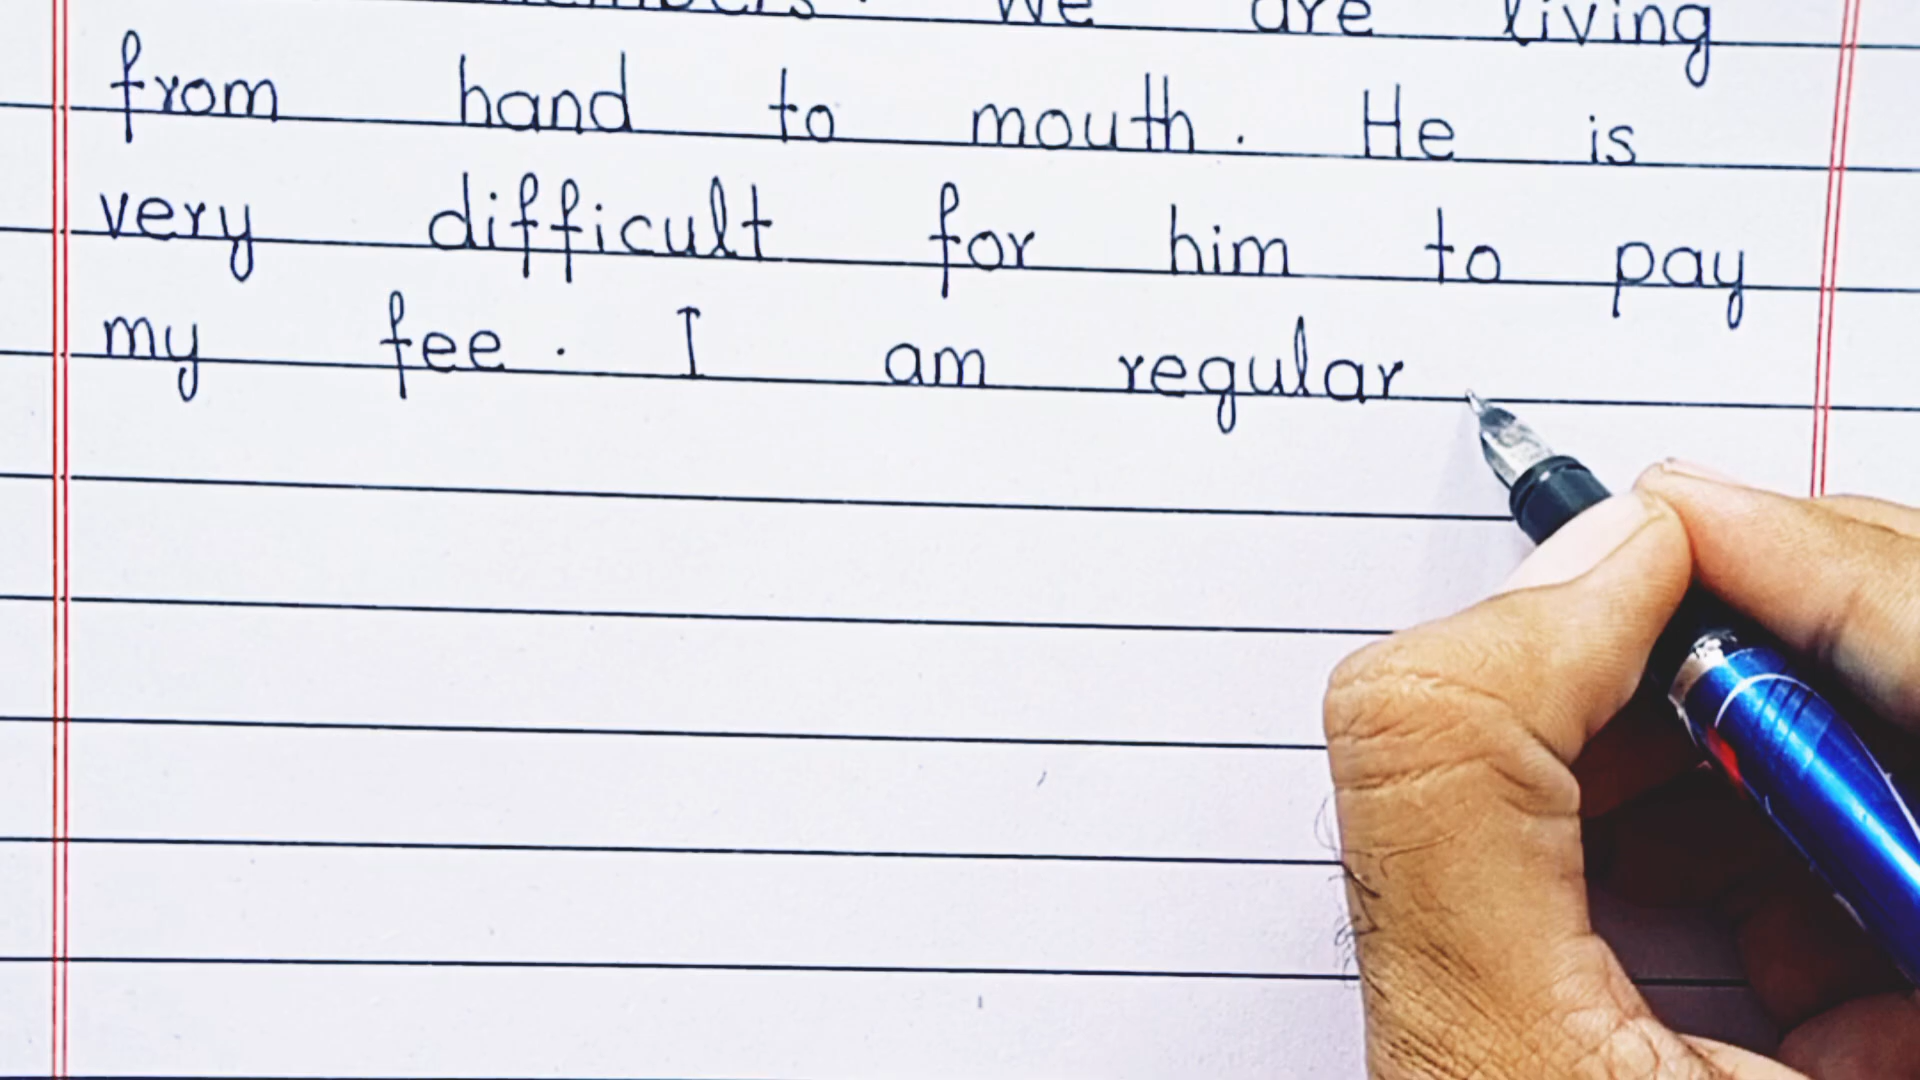 members. We are living
from hand to mouth. He is
very difficult for him to pay
my fee. I am regular